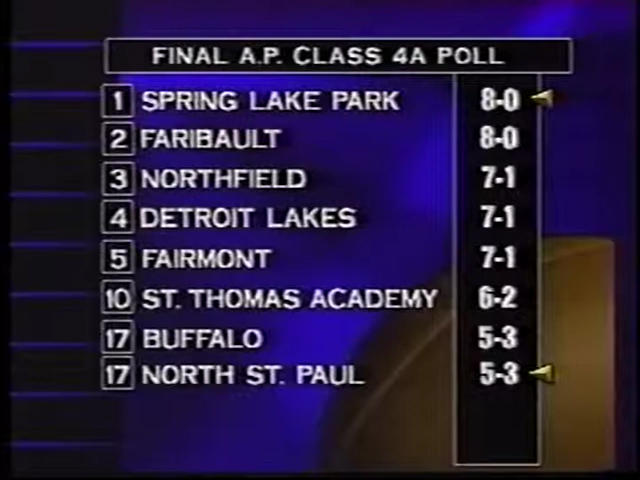 FINAL A.P. CLASS 4A POLL
1 SPRING LAKE PARK 8-0
2 FARIBAULT 8-0
3 NORTHFIELD 7-1
4 DETROIT LAKES 7-1
5 FAIRMONT 7-1
10 ST. THOMAS ACADEMY 6-2
17 BUFFALO 5-3
17 NORTH ST. PAUL 5-3